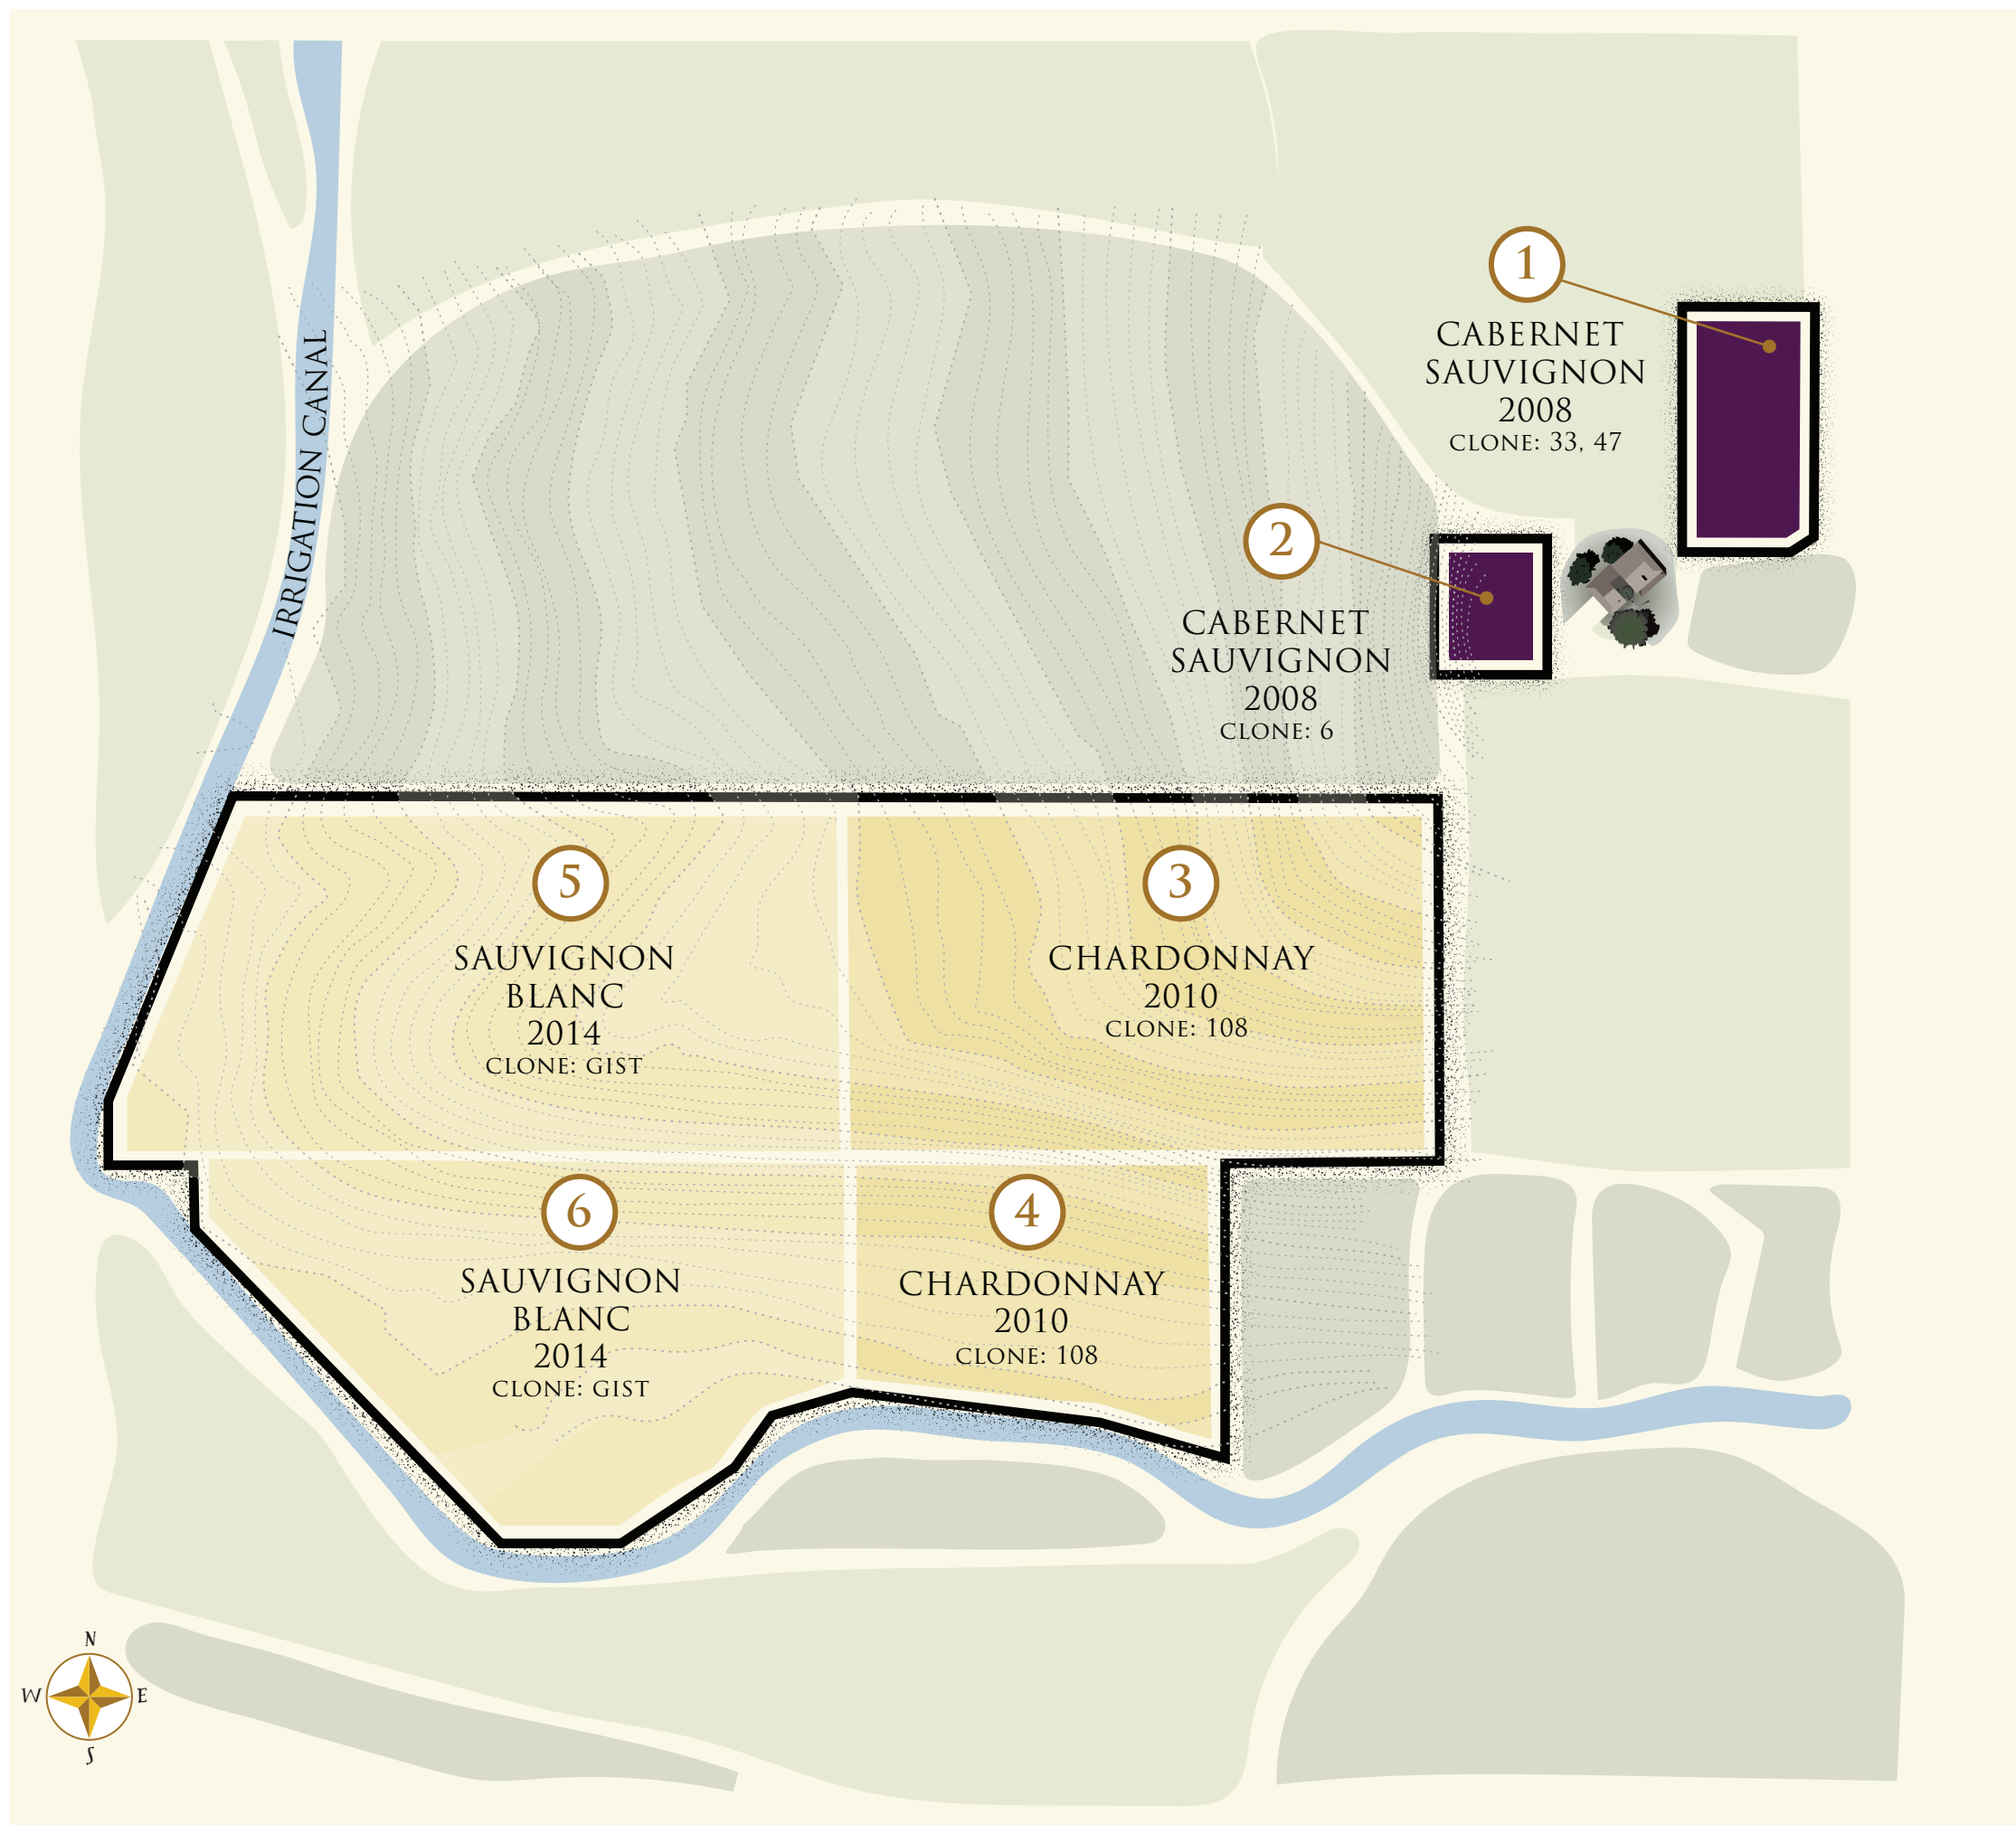 1
CABERNET
SAUVIGNON
2008
CLONE: 33, 47
IRRIGATION CANAL
2
CABERNET
SAUVIGNON
2008
CLONE: 6
5
SAUVIGNON
BLANC
2014
CLONE: GIST
3
CHARDONNAY
2010
CLONE: 108
6
SAUVIGNON
BLANC
2014
CLONE: GIST
4
CHARDONNAY
2010
CLONE: 108
N
W
E
S